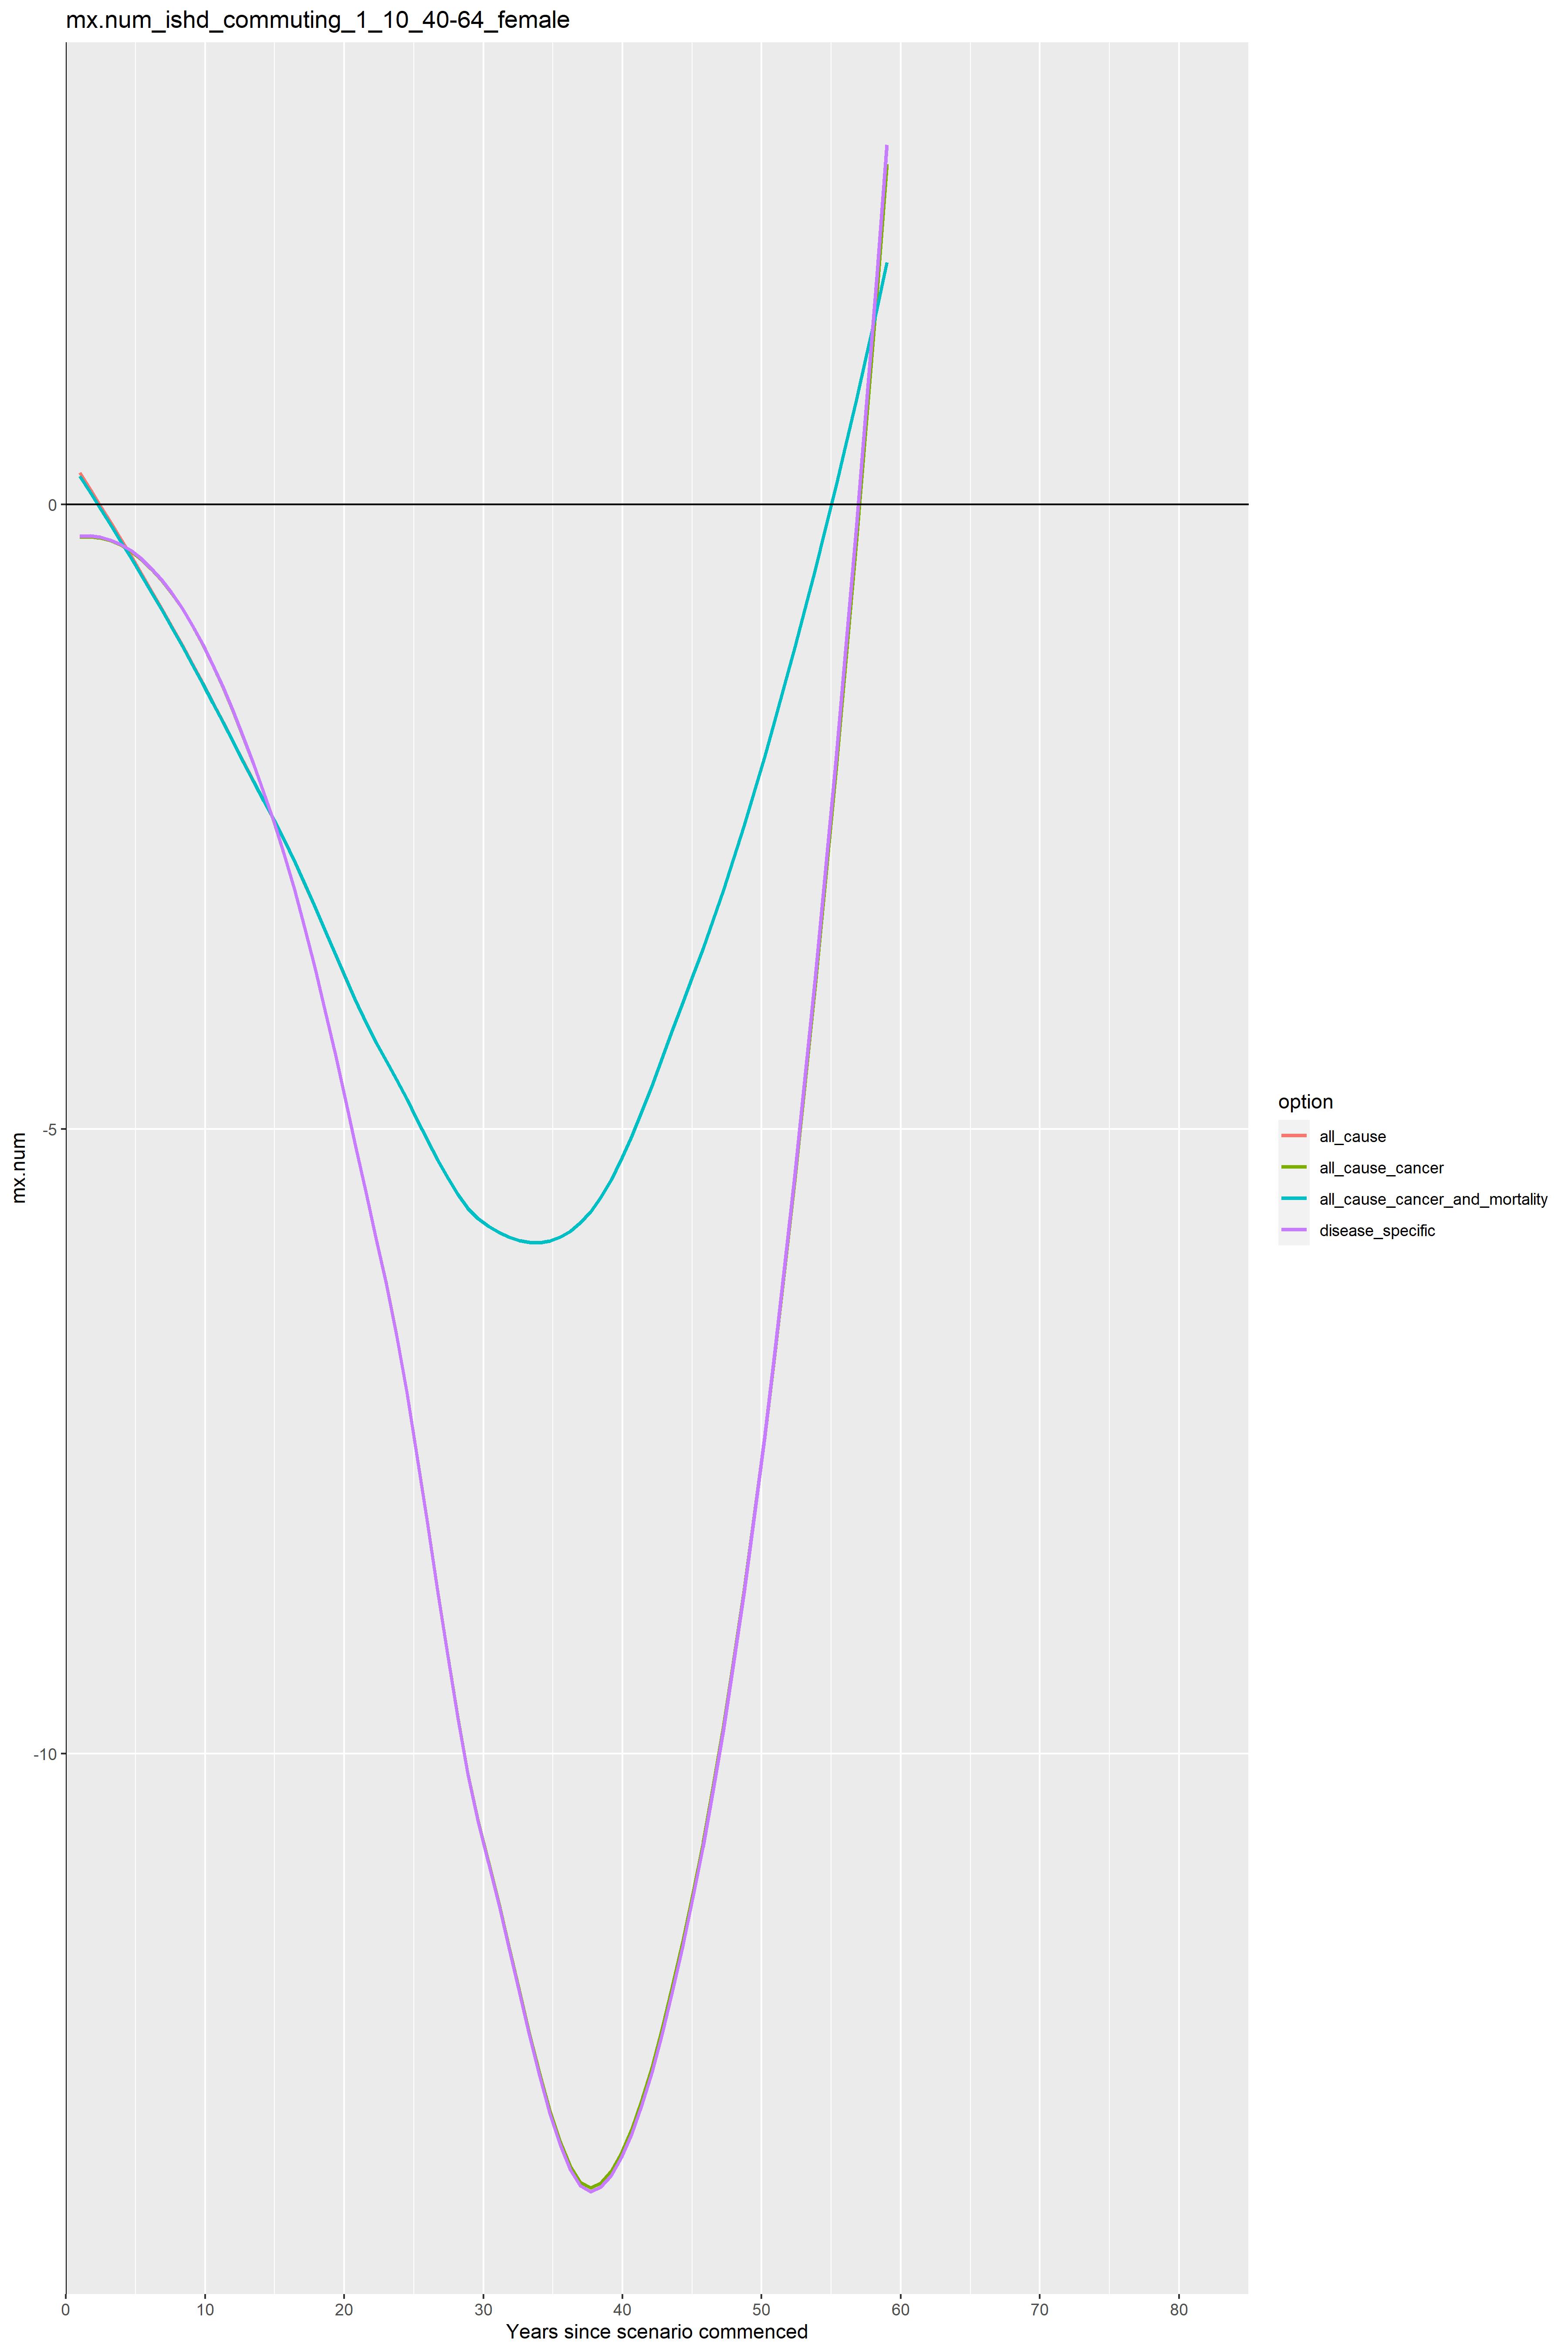 mx.num_ishd_commuting_1_10_40-64_female
0
-5
-10
mx.num
0 10 20 30 40 50 60 70 80
Years since scenario commenced
option
all_cause
all_cause_cancer
all_cause_cancer_and_mortality
disease_specific